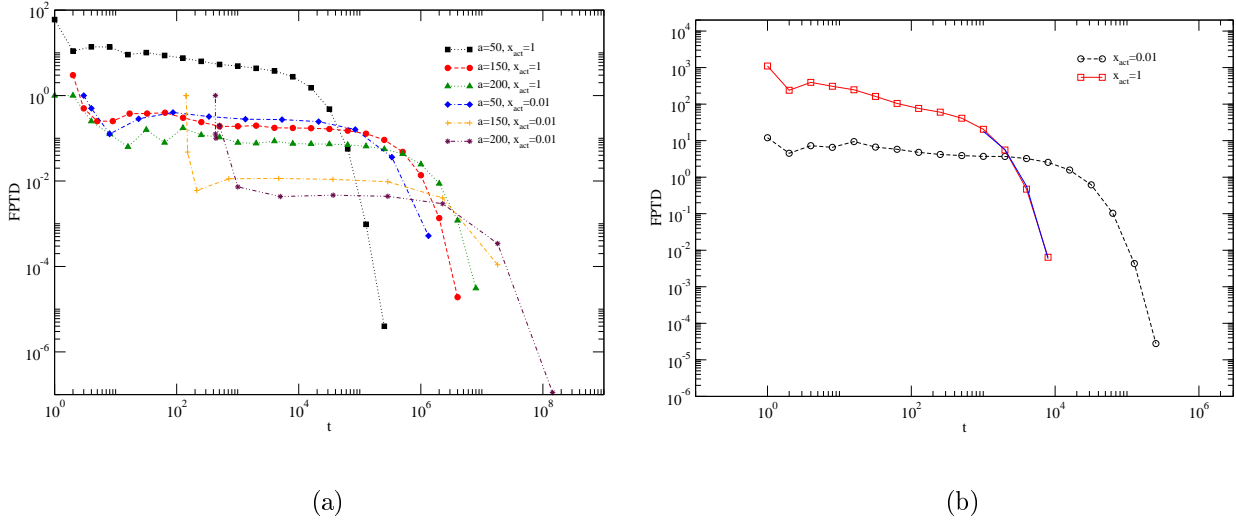 10^2
10^0
10^-2
10^-4
10^-6
FPTD
10^0
10^2
10^4
10^6
10^8
t
a=50, x_act=1
a=150, x_act=1
a=200, x_act=1
a=50, x_act=0.01
a=150, x_act=0.01
a=200, x_act=0.01
(a)
10^4
10^3
10^2
10^1
10^0
10^-1
10^-2
10^-3
10^-4
10^-5
10^-6
FPTD
10^0
10^2
10^4
10^6
t
x_act=0.01
x_act=1
(b)